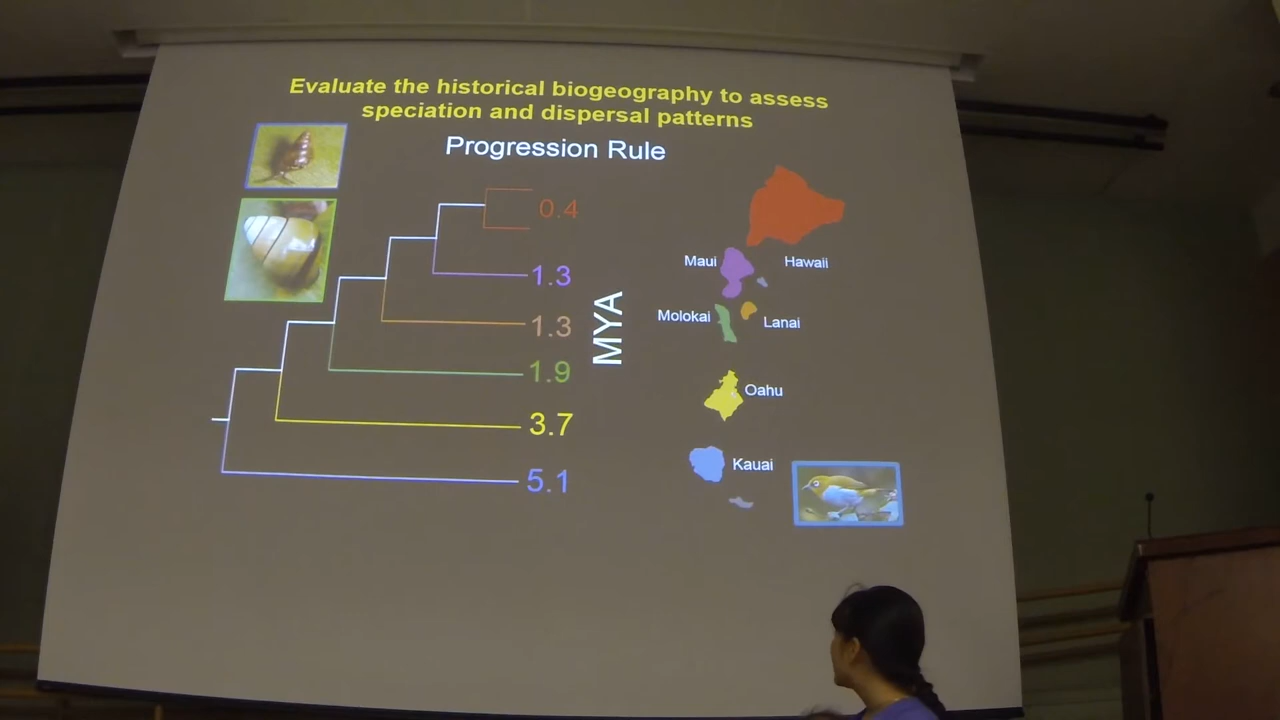 Evaluate the historical biogeography to assess
speciation and dispersal patterns
Progression Rule
0.4
1.3
1.3
1.9
3.7
5.1
MYA
Maui
Hawaii
Molokai
Lanai
Oahu
Kauai